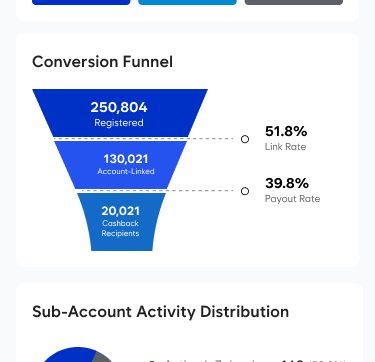 Conversion Funnel
250,804
Registered
51.8%
Link Rate
130,021
Account-Linked
39.8%
Payout Rate
20,021
Cashback
Recipients
Sub-Account Activity Distribution